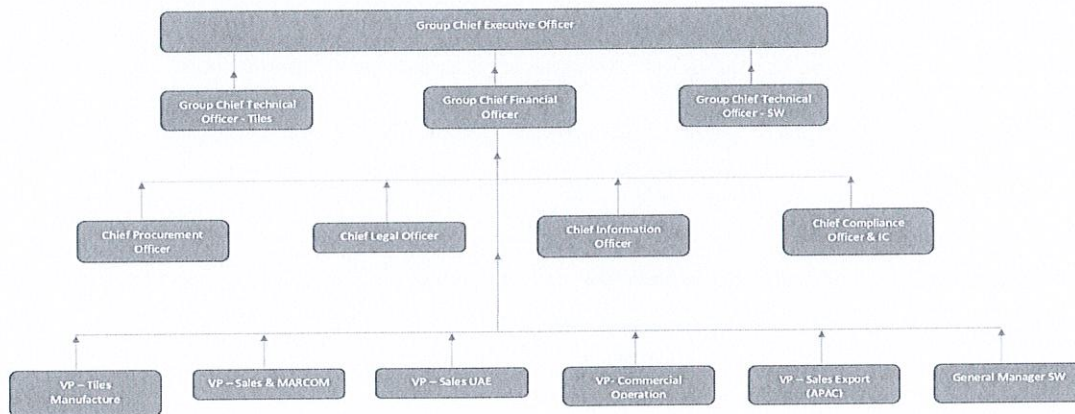 Group Chief Executive Officer
Group Chief Technical
Officer - Tiles
Group Chief Financial
Officer
Group Chief Technical
Officer - SW
Chief Procurement
Officer
Chief Legal Officer
Chief Information
Officer
Chief Compliance
Officer & IC
VP – Tiles
Manufacture
VP – Sales & MARCOM
VP – Sales UAE
VP- Commercial
Operation
VP – Sales Export
(APAC)
General Manager SW